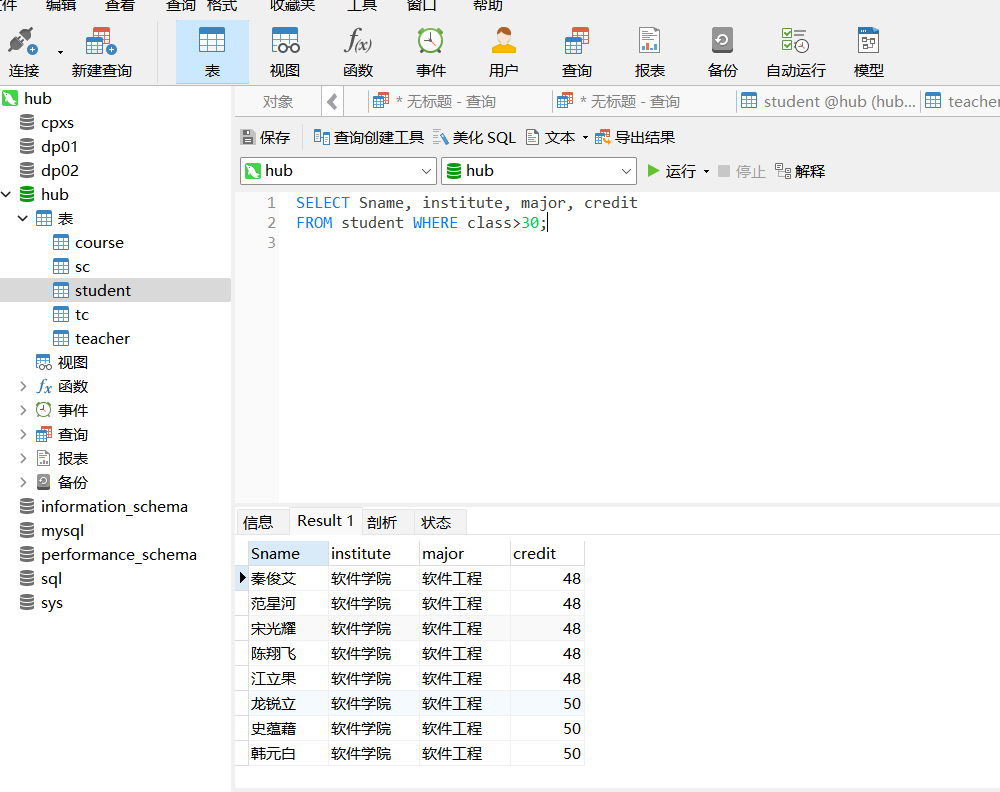 件 编辑 查看 查询 格式 收藏夹 工具 窗口 帮助
连接 新建查询 表 视图 函数 事件 用户 查询 报表 备份 自动运行 模型
hub
cpxs
dp01
dp02
hub
表
course
sc
student
tc
teacher
视图
函数
事件
查询
报表
备份
information_schema
mysql
performance_schema
sql
sys
对象 * 无标题 - 查询 * 无标题 - 查询 student @hub (hub... teacher
保存 查询创建工具 美化 SQL 文本 导出结果
hub hub 运行 停止 解释
1 SELECT Sname, institute, major, credit
2 FROM student WHERE class>30;
3
信息 Result 1 剖析 状态
Sname institute major credit
秦俊艾 软件学院 软件工程 48
范星河 软件学院 软件工程 48
宋光耀 软件学院 软件工程 48
陈翔飞 软件学院 软件工程 48
江立果 软件学院 软件工程 48
龙锐立 软件学院 软件工程 50
史蕴藉 软件学院 软件工程 50
韩元白 软件学院 软件工程 50